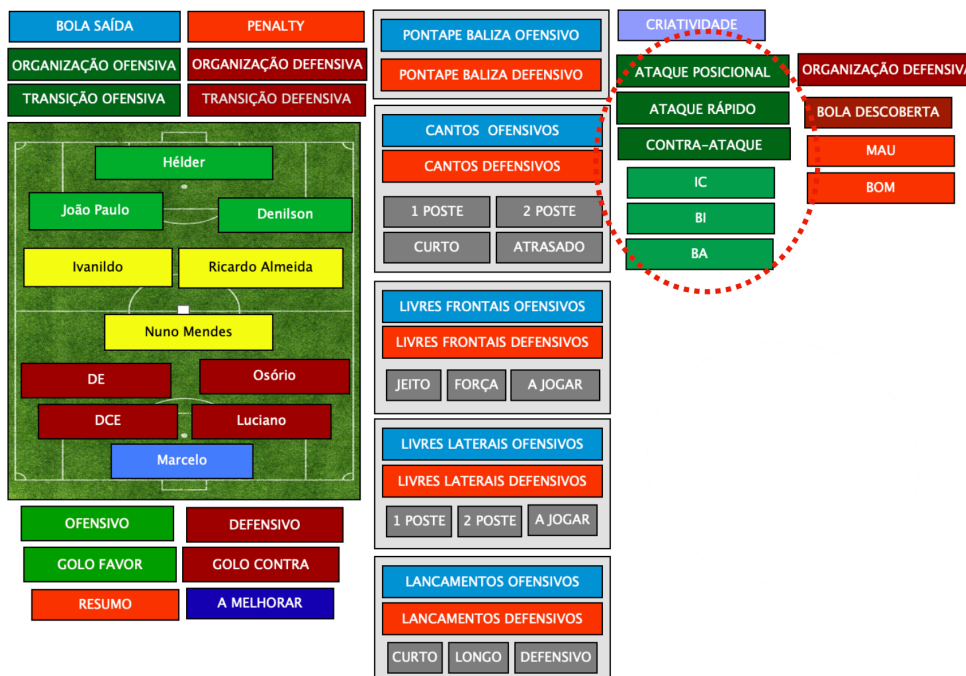 BOLA SAÍDA
PENALTY
ORGANIZAÇÃO OFENSIVA
ORGANIZAÇÃO DEFENSIVA
TRANSIÇÃO OFENSIVA
TRANSIÇÃO DEFENSIVA
Hélder
João Paulo
Denilson
Ivanildo
Ricardo Almeida
Nuno Mendes
DE
Osório
DCE
Luciano
Marcelo
OFENSIVO
DEFENSIVO
GOLO FAVOR
GOLO CONTRA
RESUMO
A MELHORAR
PONTAPE BALIZA OFENSIVO
PONTAPE BALIZA DEFENSIVO
CANTOS OFENSIVOS
CANTOS DEFENSIVOS
1 POSTE
2 POSTE
CURTO
ATRASADO
LIVRES FRONTAIS OFENSIVOS
LIVRES FRONTAIS DEFENSIVOS
JEITO
FORÇA
A JOGAR
LIVRES LATERAIS OFENSIVOS
LIVRES LATERAIS DEFENSIVOS
1 POSTE
2 POSTE
A JOGAR
LANCAMENTOS OFENSIVOS
LANCAMENTOS DEFENSIVOS
CURTO
LONGO
DEFENSIVO
CRIATIVIDADE
ATAQUE POSICIONAL
ATAQUE RÁPIDO
CONTRA-ATAQUE
IC
BI
BA
ORGANIZAÇÃO DEFENSIVA
BOLA DESCOBERTA
MAU
BOM